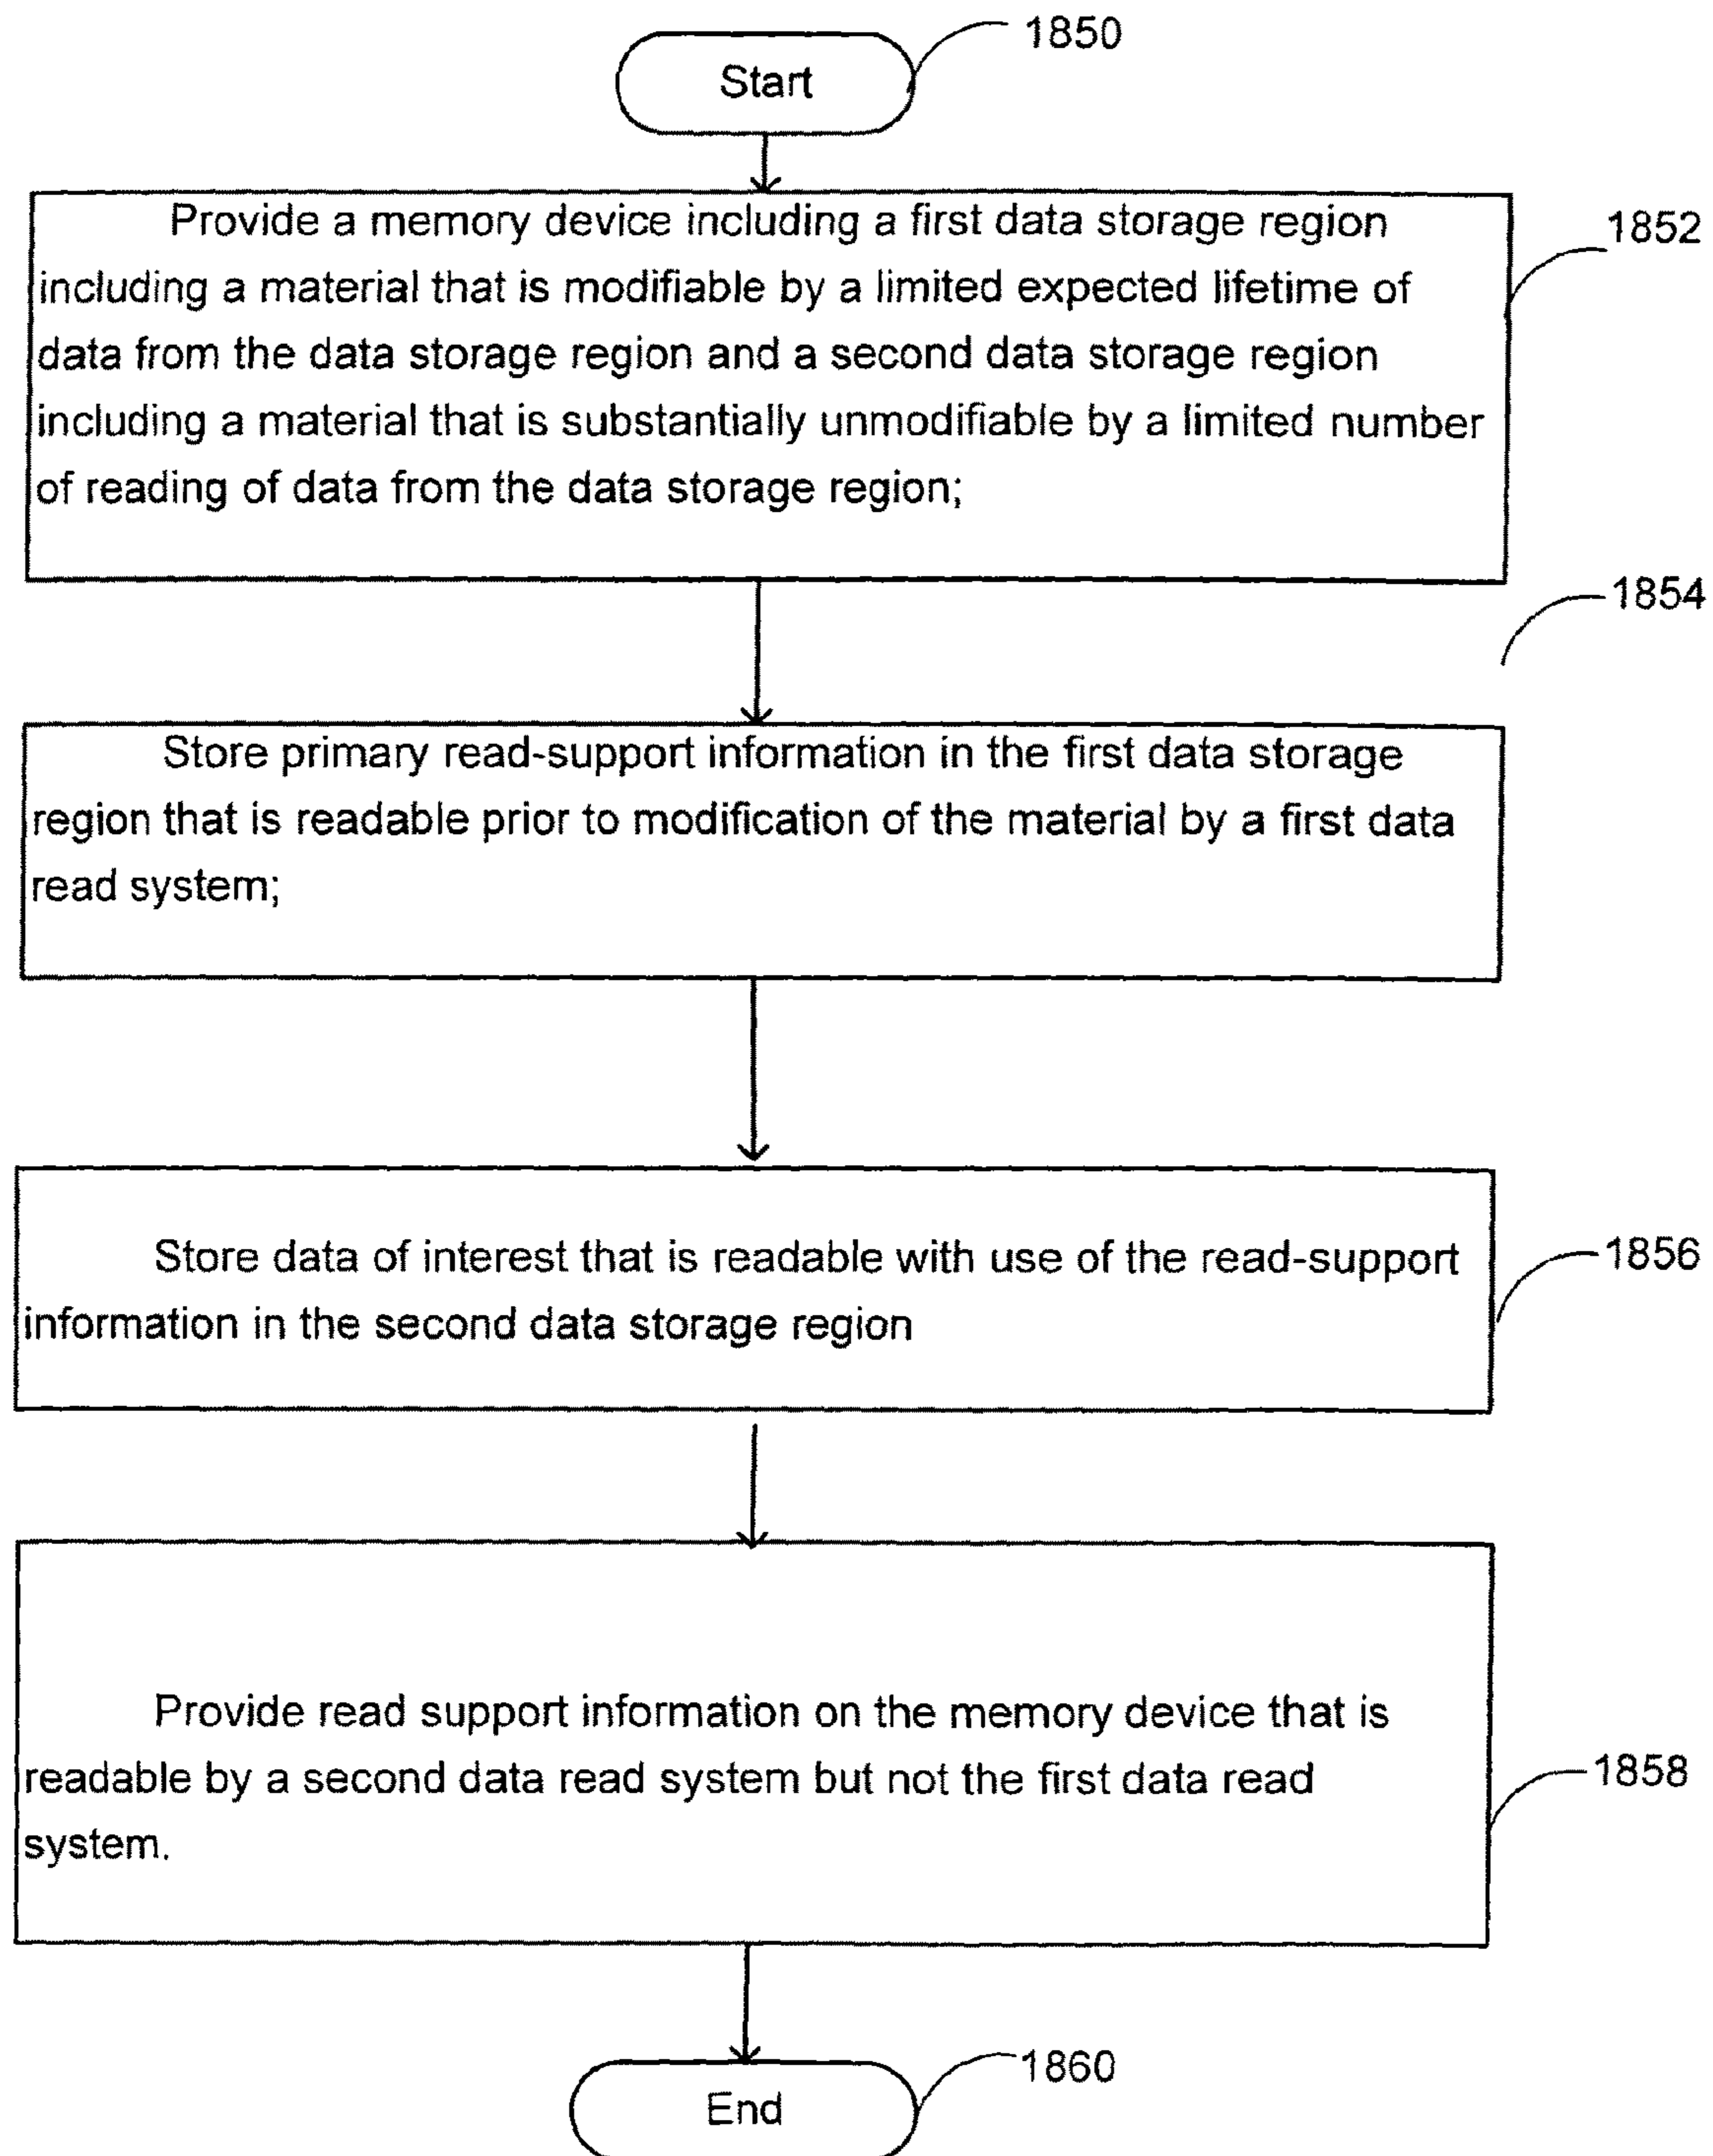 1850
Start
Provide a memory device including a first data storage region
1852
including a material that is modifiable by a limited expected lifetime of
data from the data storage region and a second data storage region
including a material that is substantially unmodifiable by a limited number
of reading of data from the data storage region;
1854
Store primary read-support information in the first data storage
region that is readable prior to modification of the material by a first data
read system;
Store data of interest that is readable with use of the read-support
1856
information in the second data storage region
Provide read support information on the memory device that is
readable by a second data read system but not the first data read
1858
system.
1860
End